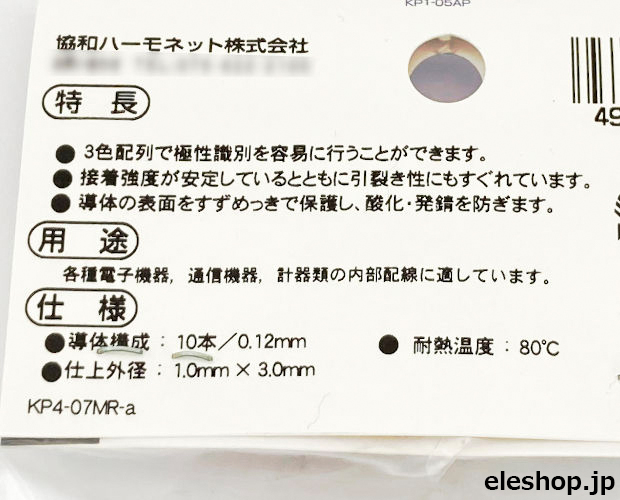 KP1-05AP
協和ハーモネット株式会社
特 長
● 3色配列で極性識別を容易に行うことができます。
● 接着強度が安定しているとともに引裂き性にもすぐれています。
● 導体の表面をすずめっきで保護し、酸化・発錆を防ぎます。
用 途
各種電子機器，通信機器，計器類の内部配線に適しています。
仕 様
●導体構成：10本／0.12mm ● 耐熱温度：80℃
●仕上外径：1.0mm × 3.0mm
KP4-07MR-a
49
eleshop.jp